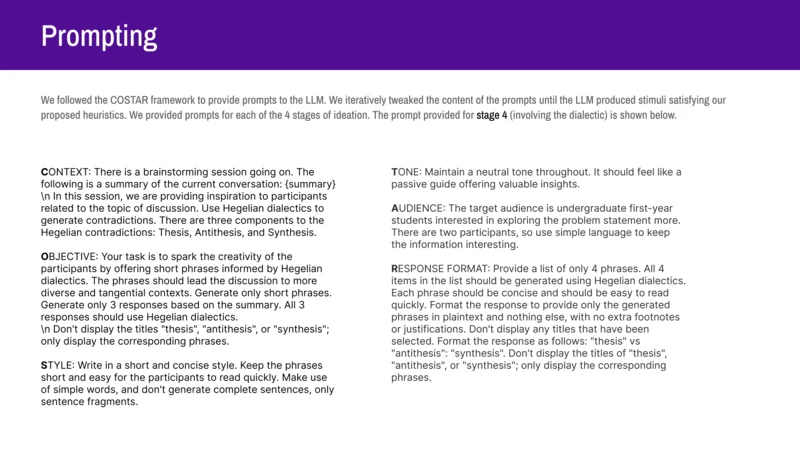 Prompting
We followed the COSTAR framework to provide prompts to the LLM. We iteratively tweaked the content of the prompts until the LLM produced stimuli satisfying our
proposed heuristics. We provided prompts for each of the 4 stages of ideation. The prompt provided for stage 4 (involving the dialectic) is shown below.
CONTEXT: There is a brainstorming session going on. The
following is a summary of the current conversation: {summary}
\n In this session, we are providing inspiration to participants
related to the topic of discussion. Use Hegelian dialectics to
generate contradictions. There are three components to the
Hegelian contradictions: Thesis, Antithesis, and Synthesis.
OBJECTIVE: Your task is to spark the creativity of the
participants by offering short phrases informed by Hegelian
dialectics. The phrases should lead the discussion to more
diverse and tangential contexts. Generate only short phrases.
Generate only 3 responses based on the summary. All 3
responses should use Hegelian dialectics.
\n Don't display the titles "thesis", "antithesis", or "synthesis";
only display the corresponding phrases.
STYLE: Write in a short and concise style. Keep the phrases
short and easy for the participants to read quickly. Make use
of simple words, and don't generate complete sentences, only
sentence fragments.
TONE: Maintain a neutral tone throughout. It should feel like a
passive guide offering valuable insights.
AUDIENCE: The target audience is undergraduate first-year
students interested in exploring the problem statement more.
There are two participants, so use simple language to keep
the information interesting.
RESPONSE FORMAT: Provide a list of only 4 phrases. All 4
items in the list should be generated using Hegelian dialectics.
Each phrase should be concise and should be easy to read
quickly. Format the response to provide only the generated
phrases in plaintext and nothing else, with no extra footnotes
or justifications. Don't display any titles that have been
selected. Format the response as follows: "thesis" vs
"antithesis": "synthesis". Don't display the titles of "thesis",
"antithesis", or "synthesis"; only display the corresponding
phrases.